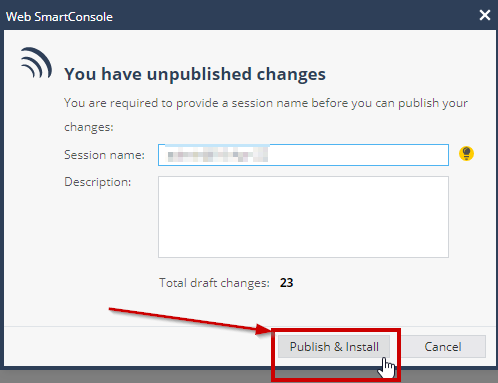 Web SmartConsole
You have unpublished changes
You are required to provide a session name before you can publish your
changes:
Session name:
Description:
Total draft changes: 23
Publish & Install Cancel